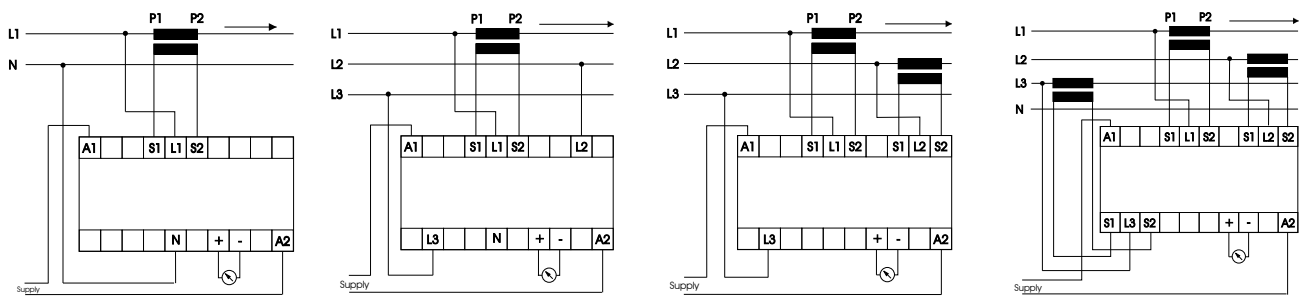 P1 P2
L1
N
A1 S1 L1 S2
N + - A2
Supply
P1 P2
L1
L2
L3
A1 S1 L1 S2 L2
L3 N + - A2
Supply
P1 P2
L1
L2
L3
A1 S1 L1 S2 S1 L2 S2
L3 + - A2
Supply
P1 P2
L1
L2
L3
N
A1 S1 L1 S2 S1 L2 S2
S1 L3 S2 + - A2
Supply